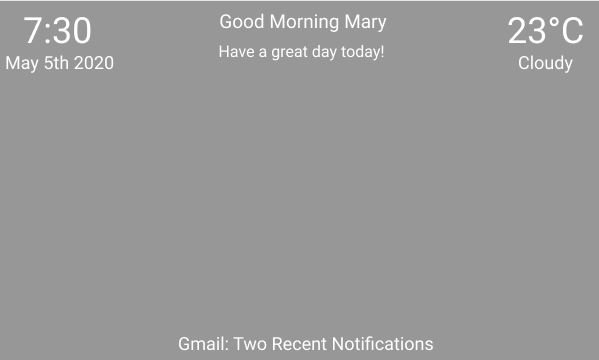 7:30
May 5th 2020
Good Morning Mary
Have a great day today!
23°C
Cloudy
Gmail: Two Recent Notifications